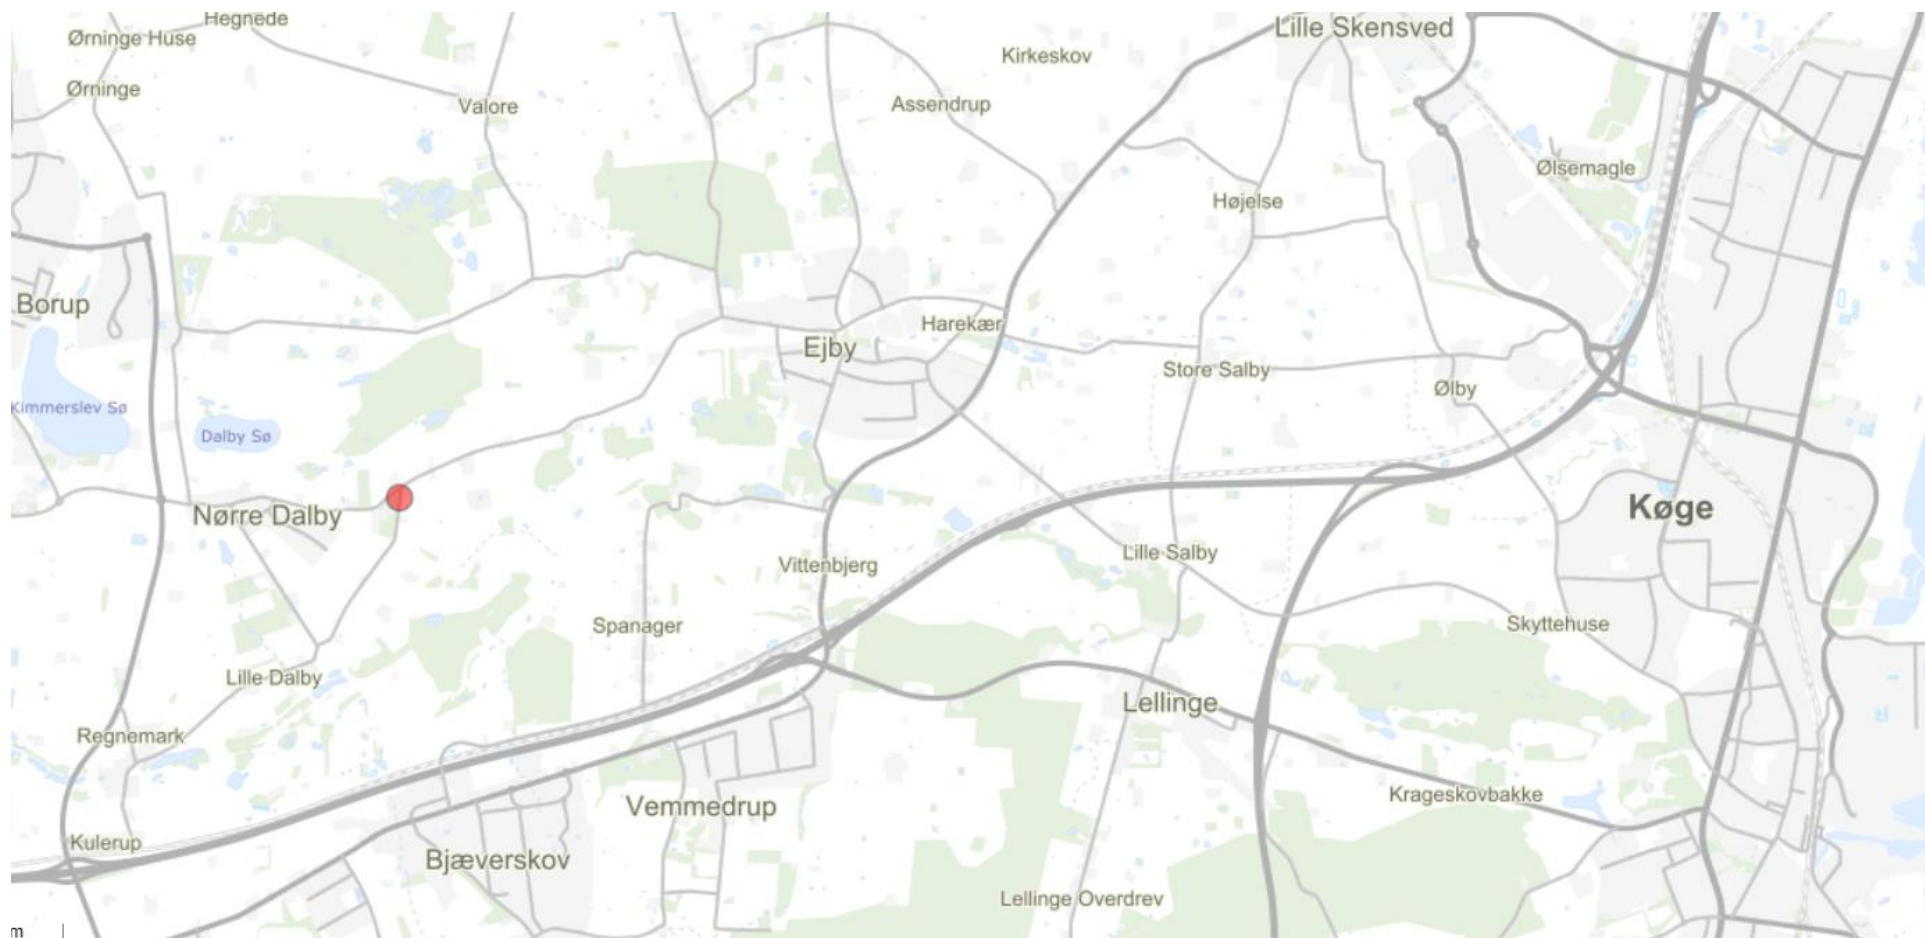 Hegnede
Ørninge Huse
Lille Skensved
Kirkeskov
Ørninge
Valore
Assendrup
Ølsemagle
Højelse
Borup
Harekær
Ejby
Store Salby
Ølby
Kimmerslev Sø
Dalby Sø
Nørre Dalby
Køge
Vittenbjerg
Lille Salby
Spanager
Skyttehuse
Lille Dalby
Lellinge
Regnemark
Vemmedrup
Krageskovbakke
Kulerup
Bjæverskov
Lellinge Overdrev
m